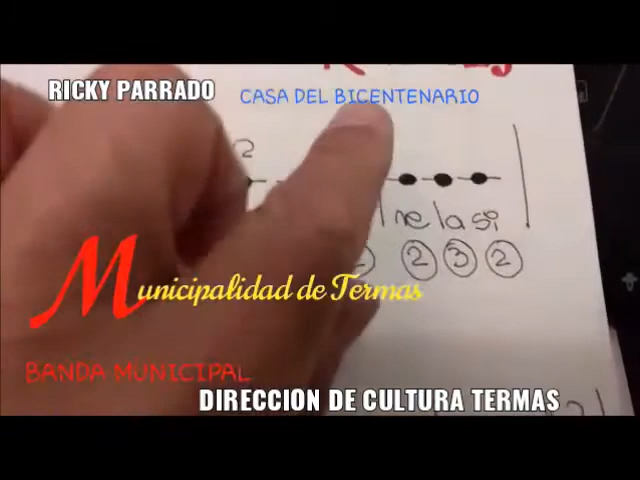 RICKY PARRADO
CASA DEL BICENTENARIO
2
re la si
2 3 2
Municipalidad de Termas
BANDA MUNICIPAL
DIRECCION DE CULTURA TERMAS